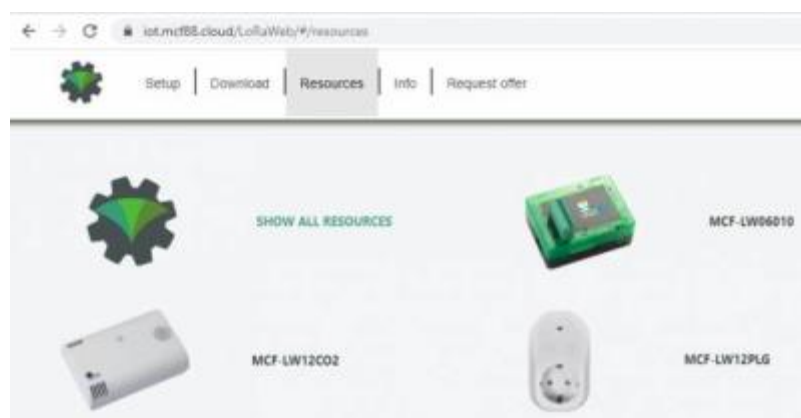 iot.mcf88.cloud/LoRaWeb/#/resources
Setup Download Resources Info Request offer
SHOW ALL RESOURCES
MCF-LW06010
MCF-LW12CO2
MCF-LW12PLG